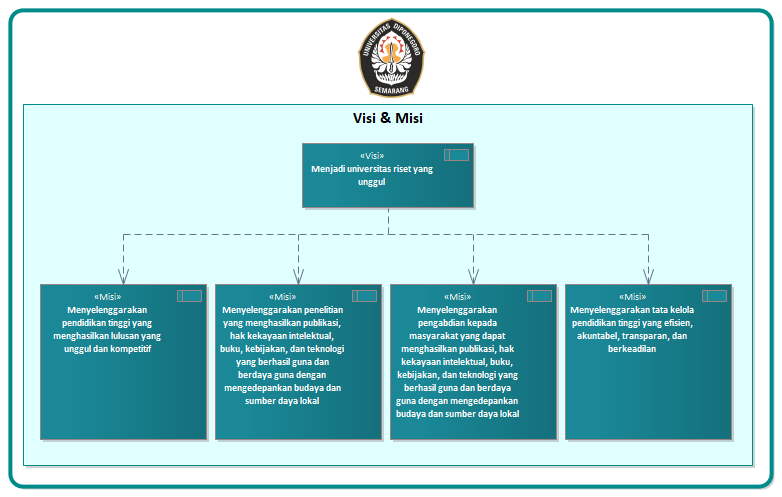 UNIVERSITAS DIPONEGORO
SEMARANG
Visi & Misi
«Visi»
Menjadi universitas riset yang
unggul
«Misi»
Menyelenggarakan
pendidikan tinggi yang
menghasilkan lulusan yang
unggul dan kompetitif
«Misi»
Menyelenggarakan penelitian
yang menghasilkan publikasi,
hak kekayaan intelektual,
buku, kebijakan, dan teknologi
yang berhasil guna dan
berdaya guna dengan
mengedepankan budaya dan
sumber daya lokal
«Misi»
Menyelenggarakan
pengabdian kepada
masyarakat yang dapat
menghasilkan publikasi, hak
kekayaan intelektual, buku,
kebijakan, dan teknologi yang
berhasil guna dan berdaya
guna dengan mengedepankan
budaya dan sumber daya lokal
«Misi»
Menyelenggarakan tata kelola
pendidikan tinggi yang efisien,
akuntabel, transparan, dan
berkeadilan